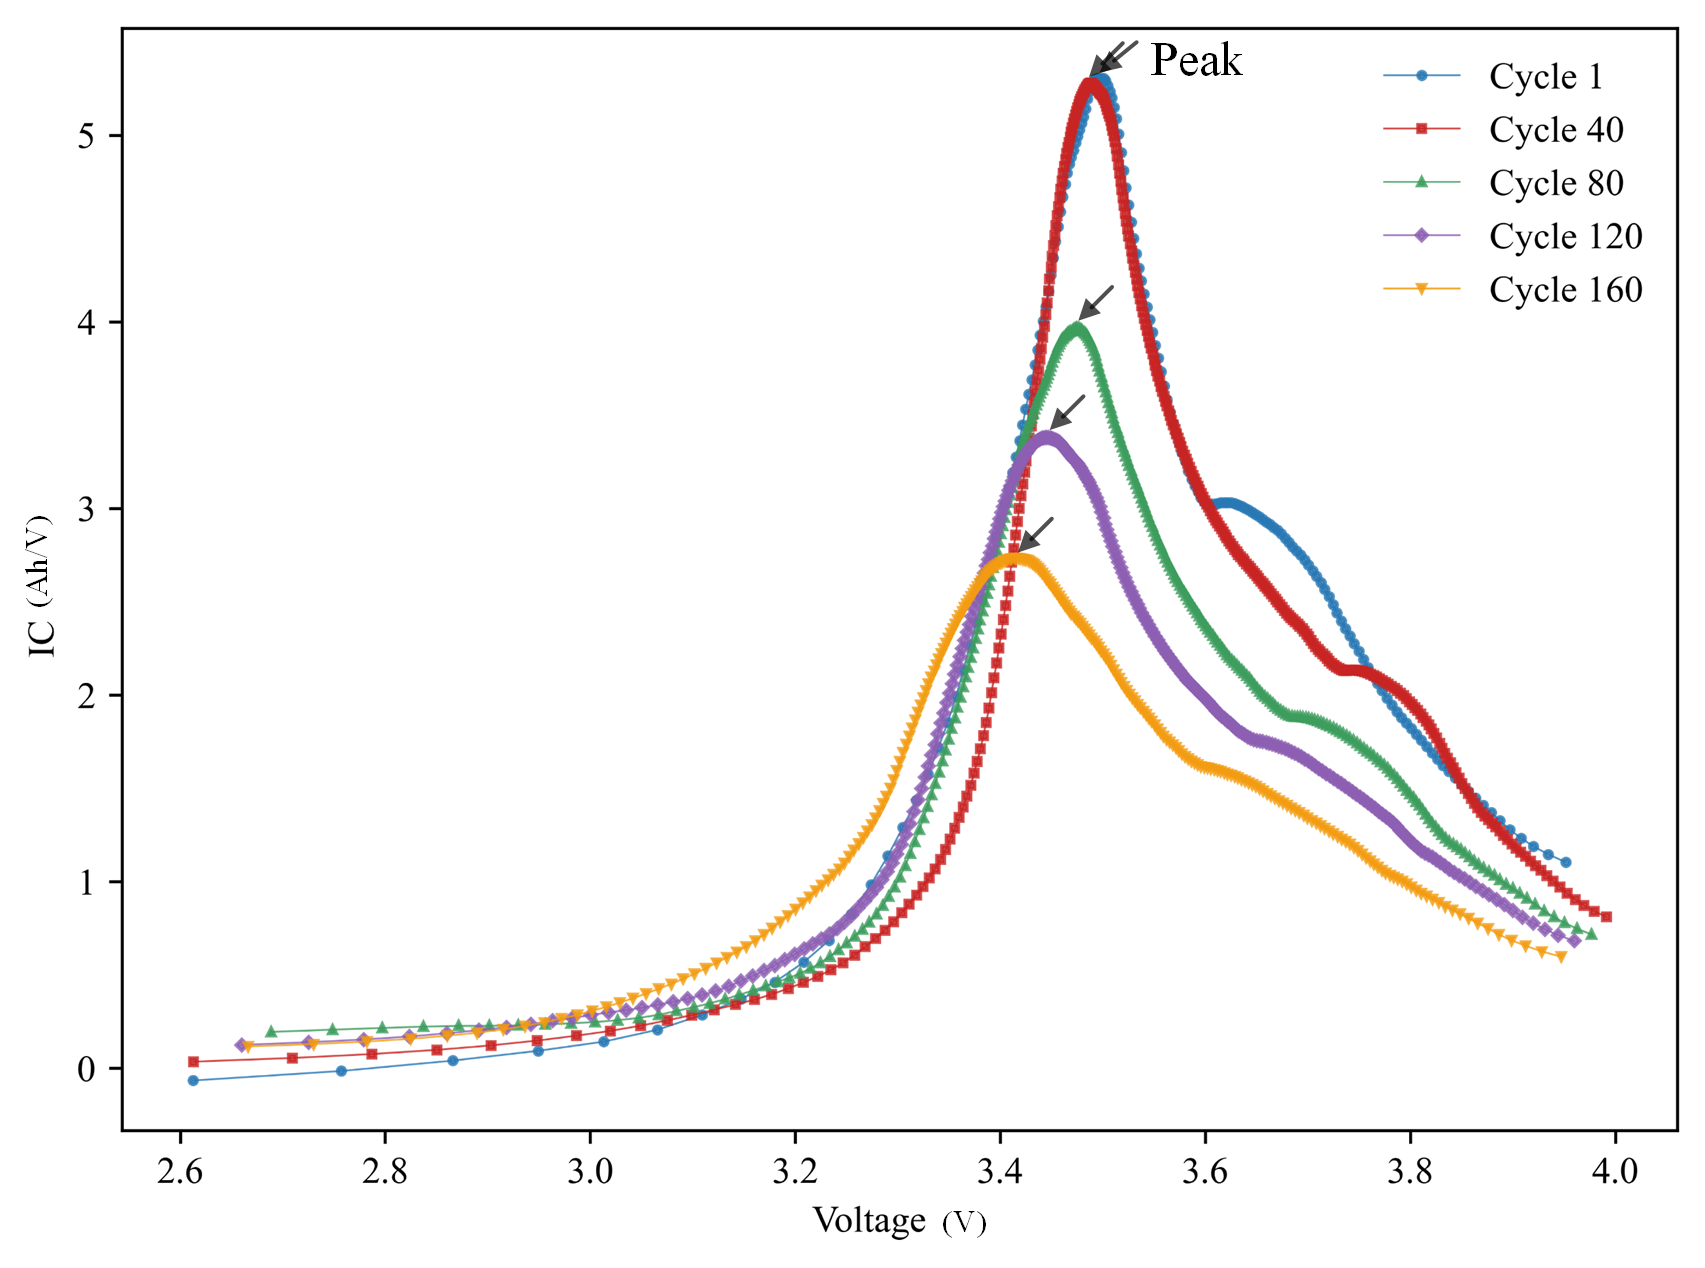 Peak
Cycle 1
Cycle 40
Cycle 80
Cycle 120
Cycle 160
5
4
3
2
1
0
IC (Ah/V)
2.6 2.8 3.0 3.2 3.4 3.6 3.8 4.0
Voltage (V)